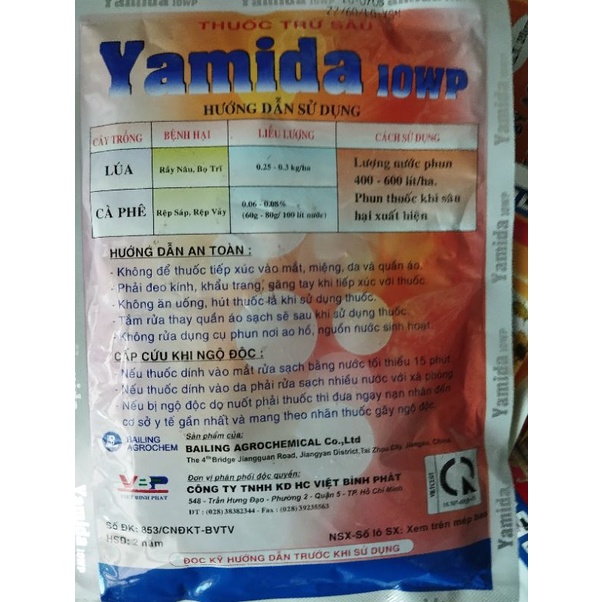 THUỐC TRỪ SÂU
Yamida 10WP
HƯỚNG DẪN SỬ DỤNG
CÂY TRỒNG BỆNH HẠI LIỀU LƯỢNG CÁCH SỬ DỤNG
LÚA Rầy Nâu, Bọ Trĩ 0.25 - 0.3 kg/ha Lượng nước phun
400 - 600 lít/ha.
Phun thuốc khi sâu
hại xuất hiện
CÀ PHÊ Rệp Sáp, Rệp Vảy 0.06 - 0.08%
(60g - 80g/ 100 lít nước)
HƯỚNG DẪN AN TOÀN :
- Không để thuốc tiếp xúc vào mắt, miệng, da và quần áo.
- Phải đeo kính, khẩu trang, găng tay khi tiếp xúc với thuốc.
- Không ăn uống, hút thuốc lá khi sử dụng thuốc.
- Tắm rửa thay quần áo sạch sẽ sau khi sử dụng thuốc.
- Không rửa dụng cụ phun nơi ao hồ, nguồn nước sinh hoạt.
CẤP CỨU KHI NGỘ ĐỘC :
- Nếu thuốc dính vào mắt rửa sạch bằng nước tối thiểu 15 phút
- Nếu thuốc dính vào da phải rửa sạch nhiều nước với xà phòng
- Nếu bị ngộ độc do nuốt phải thuốc thì đưa ngay nạn nhân đến
cơ sở y tế gần nhất và mang theo nhãn thuốc gây ngộ độc.
BAILING
AGROCHEM
Sản phẩm của:
BAILING AGROCHEMICAL Co.,Ltd
The 4th Bridge Jiangguan Road, Jiangyan District, Tai Zhou City, Jiangsu, China.
VBP
VIỆT BÌNH PHÁT
Đơn vị phân phối độc quyền:
CÔNG TY TNHH KD HC VIỆT BÌNH PHÁT
548 - Trần Hưng Đạo - Phường 2 - Quận 5 - TP. Hồ Chí Minh
ĐT : (028) 38382344 - Fax : (028) 39235563
Số ĐK: 853/CNĐKT-BVTV
HSD: 2 năm
NSX-Số lô SX: Xem trên mép bao
ĐỌC KỸ HƯỚNG DẪN TRƯỚC KHI SỬ DỤNG
Yamida 10WP
Yamida 10WP
Yamida 10WP